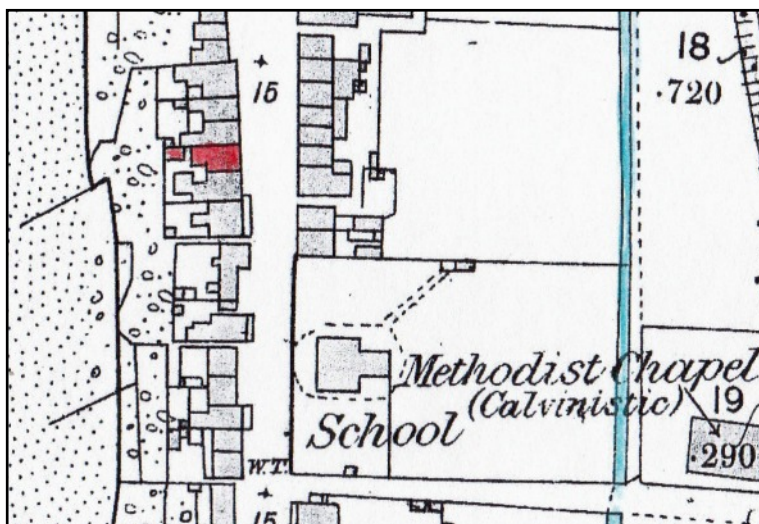 15
18
.720
Methodist Chapel
(Calvinistic)
19
School
.290
W.T.
15